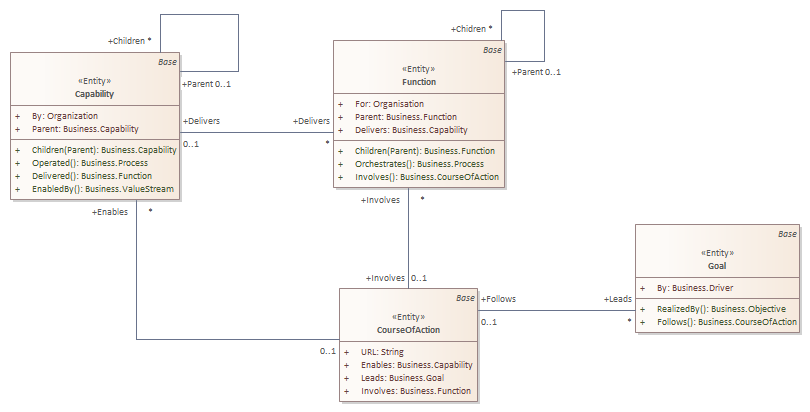 +Children *
Base
«Entity»
Capability
+ By: Organization
+ Parent: Business.Capability
+ Children(Parent): Business.Capability
+ Operated(): Business.Process
+ Delivered(): Business.Function
+ EnabledBy(): Business.ValueStream
+Parent 0..1
+Delivers
0..1
+Delivers
*
+Chidren *
Base
«Entity»
Function
+ For: Organisation
+ Parent: Business.Function
+ Delivers: Business.Capability
+ Children(Parent): Business.Function
+ Orchestrates(): Business.Process
+ Involves(): Business.CourseOfAction
+Parent 0..1
+Enables *
+Involves *
+Involves 0..1
0..1
Base
«Entity»
CourseOfAction
+ URL: String
+ Enables: Business.Capability
+ Leads: Business.Goal
+ Involves: Business.Function
+Follows
0..1
+Leads
*
Base
«Entity»
Goal
+ By: Business.Driver
+ RealizedBy(): Business.Objective
+ Follows(): Business.CourseOfAction